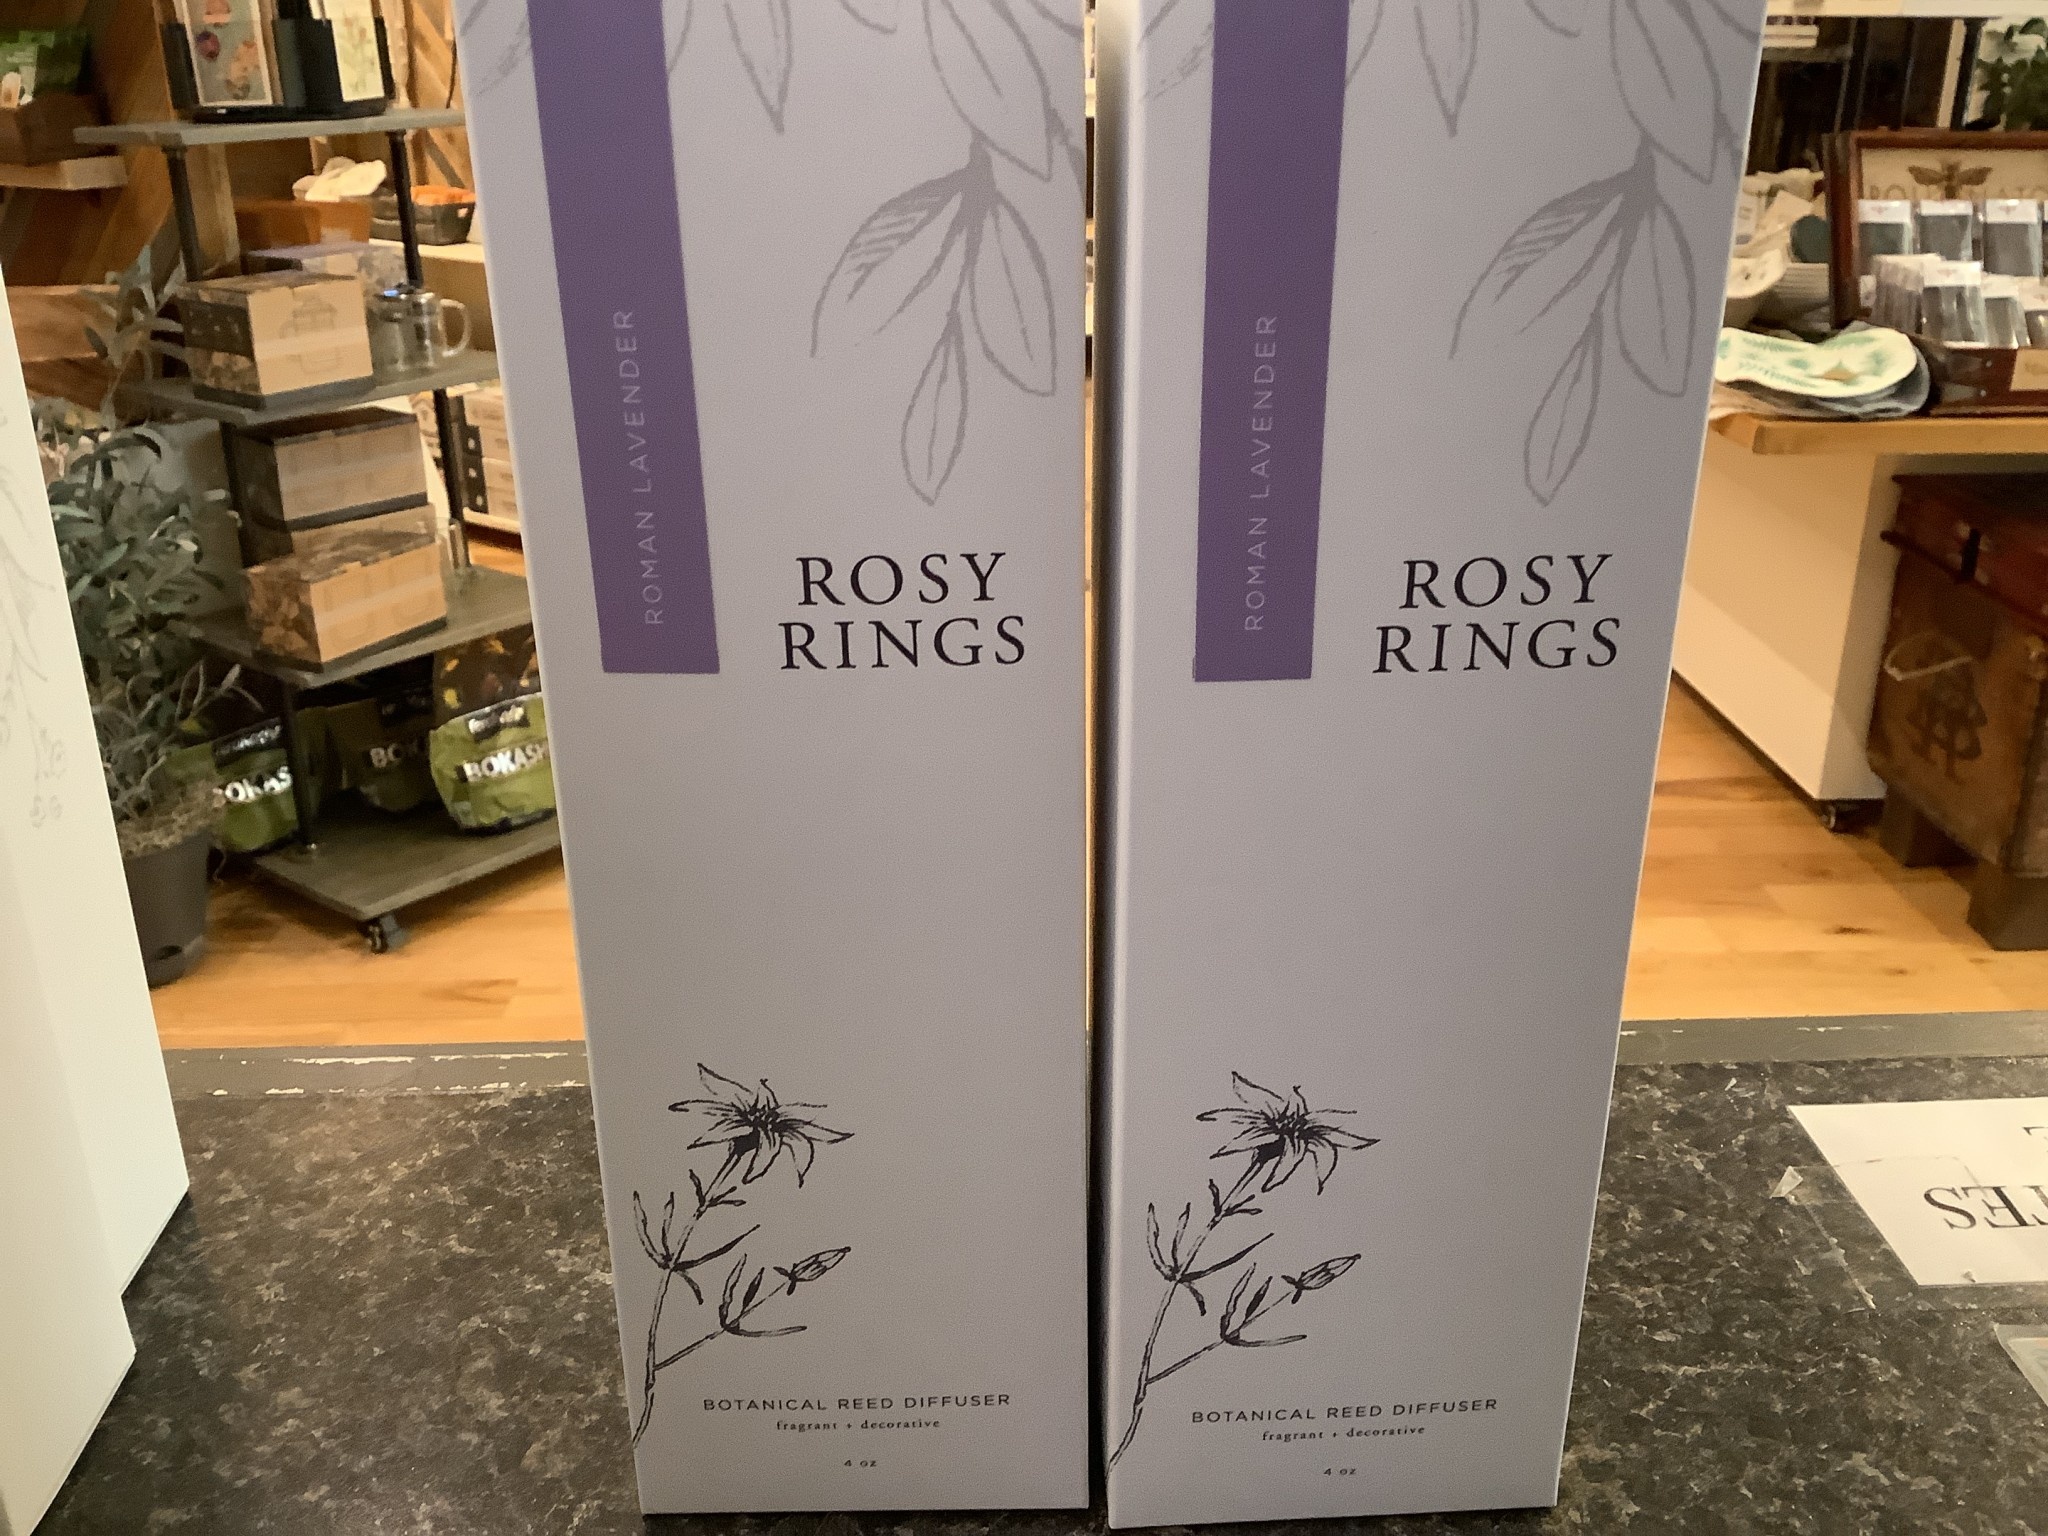 ROMAN LAVENDER
ROSY
RINGS
BOTANICAL REED DIFFUSER
fragrant + decorative
4 oz
ROMAN LAVENDER
ROSY
RINGS
BOTANICAL REED DIFFUSER
fragrant + decorative
4 oz
BOKASHI